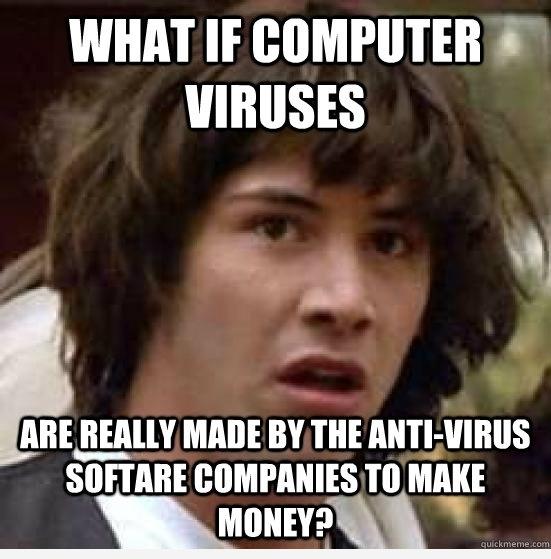 WHAT IF COMPUTER
VIRUSES
ARE REALLY MADE BY THE ANTI-VIRUS
SOFTARE COMPANIES TO MAKE
MONEY?
quickmeme.com